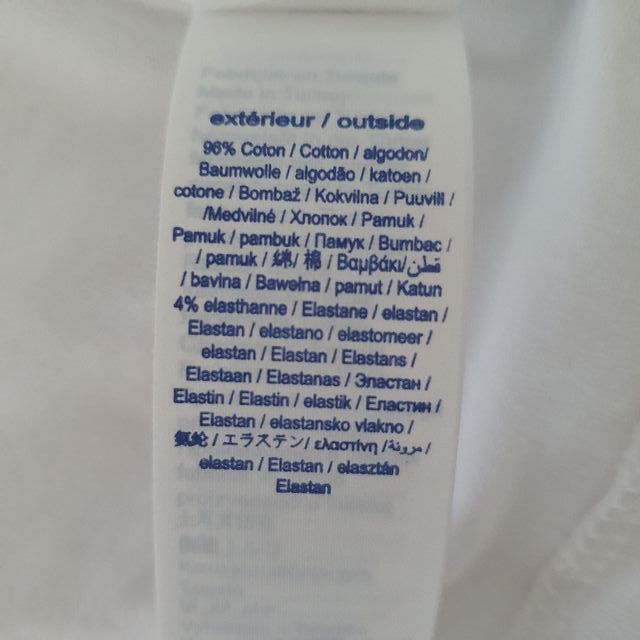 extérieur / outside
96% Coton / Cotton / algodon/
Baumwolle / algodão / katoen /
cotone / Bombaž / Kokvilna / Puuvill /
/Medvilné / Хлопок / Pamuk /
Pamuk / pambuk / Памук / Bumbac /
/ pamuk / 綿/ 棉 / Βαμβάκι/قطن/
/ bavlna / Bawełna / pamut / Katun
4% elasthanne / Elastane / elastan /
Elastan / elastano / elastomeer /
elastan / Elastan / Elastans /
Elastaan / Elastanas / Эластан /
Elastin / Elastin / elastik / Еластин /
Elastan / elastansko vlakno /
氨纶 / エラステン/ ελαστίνη /مرونة/
elastan / Elastan / elasztán
Elastan